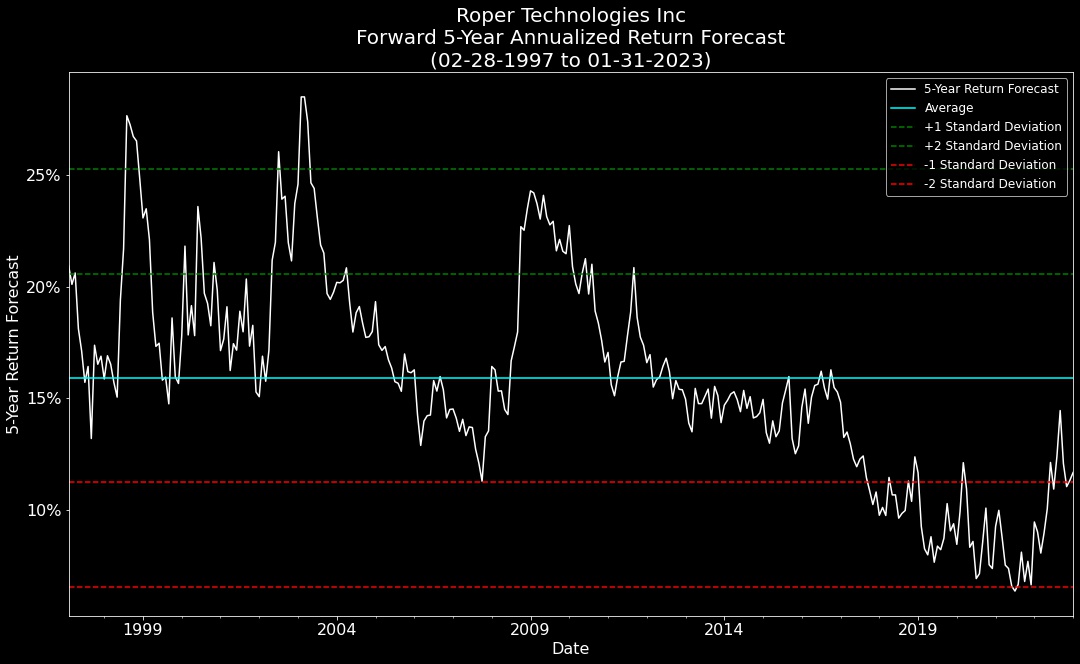 Roper Technologies Inc
Forward 5-Year Annualized Return Forecast
(02-28-1997 to 01-31-2023)
5-Year Return Forecast
Average
+1 Standard Deviation
+2 Standard Deviation
-1 Standard Deviation
-2 Standard Deviation
5-Year Return Forecast
25%
20%
15%
10%
1999
2004
2009
2014
2019
Date